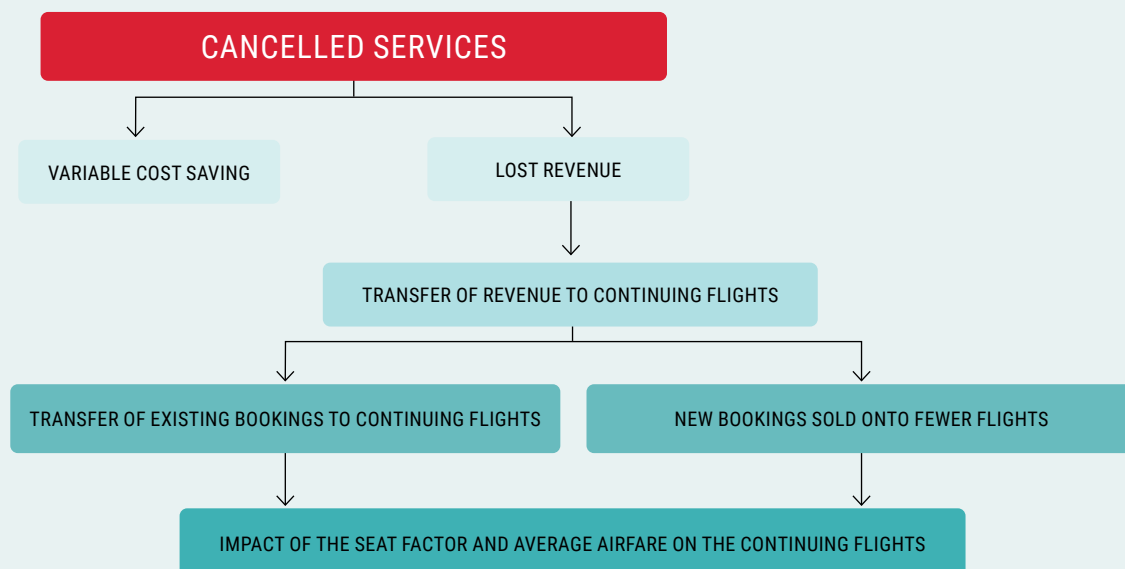 CANCELLED SERVICES
VARIABLE COST SAVING
LOST REVENUE
TRANSFER OF REVENUE TO CONTINUING FLIGHTS
TRANSFER OF EXISTING BOOKINGS TO CONTINUING FLIGHTS
NEW BOOKINGS SOLD ONTO FEWER FLIGHTS
IMPACT OF THE SEAT FACTOR AND AVERAGE AIRFARE ON THE CONTINUING FLIGHTS